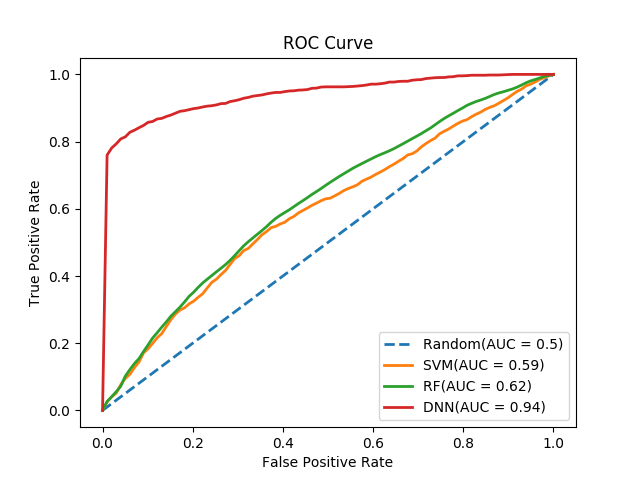 ROC Curve
True Positive Rate
1.0
0.8
0.6
0.4
0.2
0.0
Random(AUC = 0.5)
SVM(AUC = 0.59)
RF(AUC = 0.62)
DNN(AUC = 0.94)
0.0 0.2 0.4 0.6 0.8 1.0
False Positive Rate